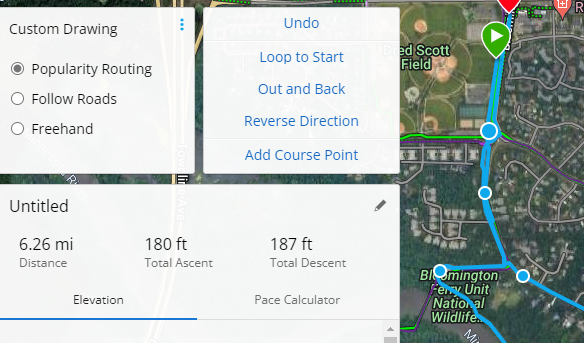 Custom Drawing
Popularity Routing
Follow Roads
Freehand
Undo
Loop to Start
Out and Back
Reverse Direction
Add Course Point
Scott
Field
Untitled
6.26 mi
Distance
180 ft
Total Ascent
187 ft
Total Descent
Elevation
Pace Calculator
Bloomington
Ferry Unit
National
Wildlife...